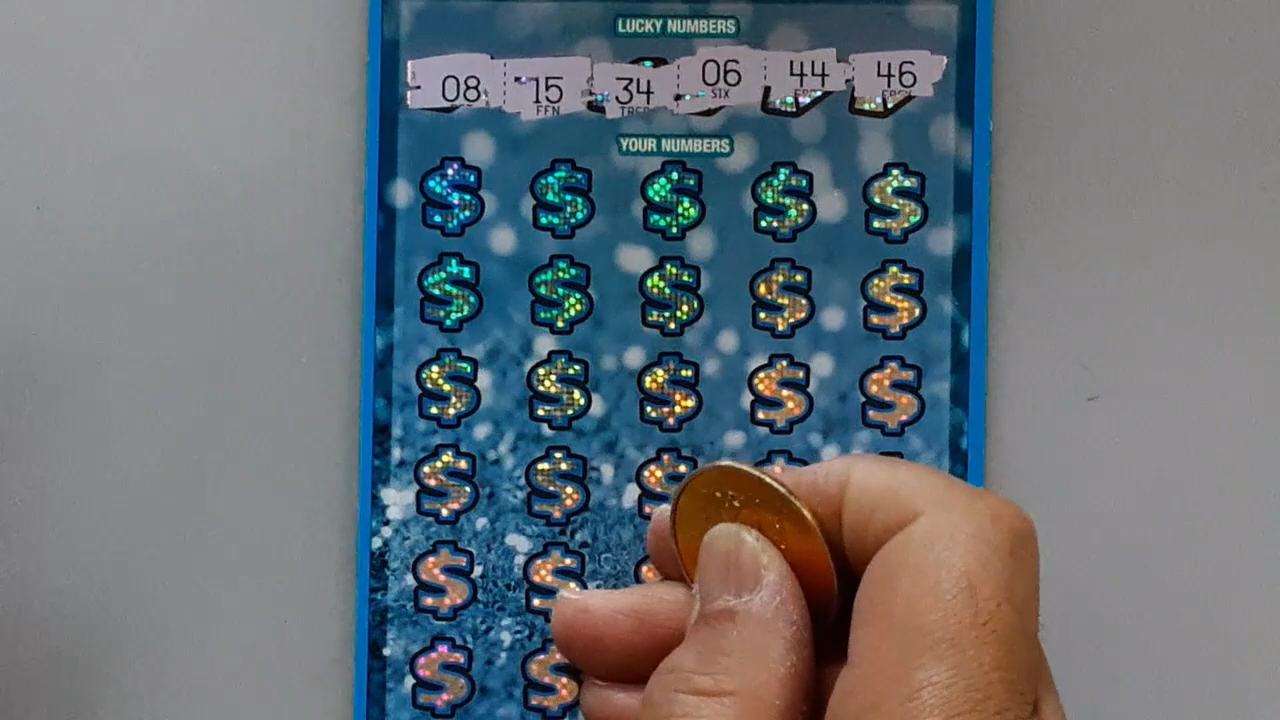 LUCKY NUMBERS
08 15 34 06 44 46
FFN SIX
YOUR NUMBERS
$ $ $ $ $
$ $ $ $ $
$ $ $ $ $
$ $ $
$ $
$ $